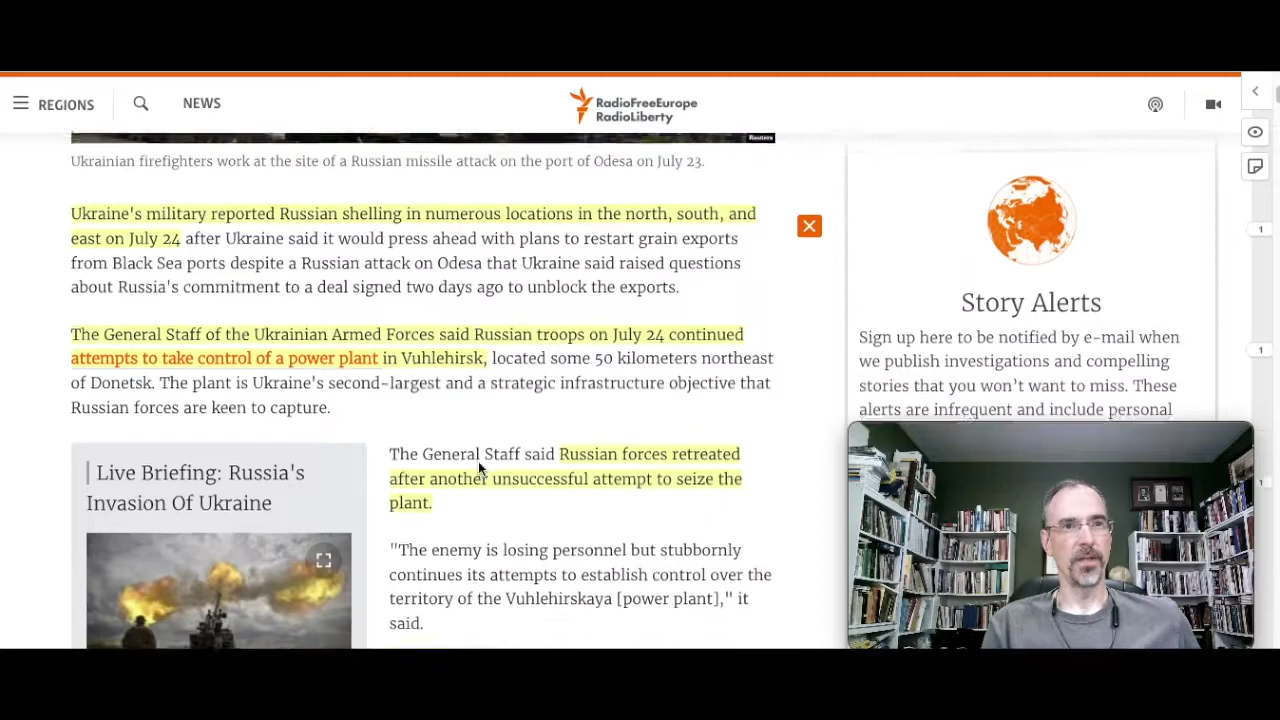 REGIONS
NEWS
RadioFreeEurope
RadioLiberty
Reuters
Ukrainian firefighters work at the site of a Russian missile attack on the port of Odesa on July 23.
Ukraine's military reported Russian shelling in numerous locations in the north, south, and
east on July 24 after Ukraine said it would press ahead with plans to restart grain exports
from Black Sea ports despite a Russian attack on Odesa that Ukraine said raised questions
about Russia's commitment to a deal signed two days ago to unblock the exports.
The General Staff of the Ukrainian Armed Forces said Russian troops on July 24 continued
attempts to take control of a power plant in Vuhlehirsk, located some 50 kilometers northeast
of Donetsk. The plant is Ukraine's second-largest and a strategic infrastructure objective that
Russian forces are keen to capture.
Live Briefing: Russia's
Invasion Of Ukraine
The General Staff said Russian forces retreated
after another unsuccessful attempt to seize the
plant.
"The enemy is losing personnel but stubbornly
continues its attempts to establish control over the
territory of the Vuhlehirskaya [power plant]," it
said.
Story Alerts
Sign up here to be notified by e-mail when
we publish investigations and compelling
stories that you won't want to miss. These
alerts are infrequent and include personal
1
1
1